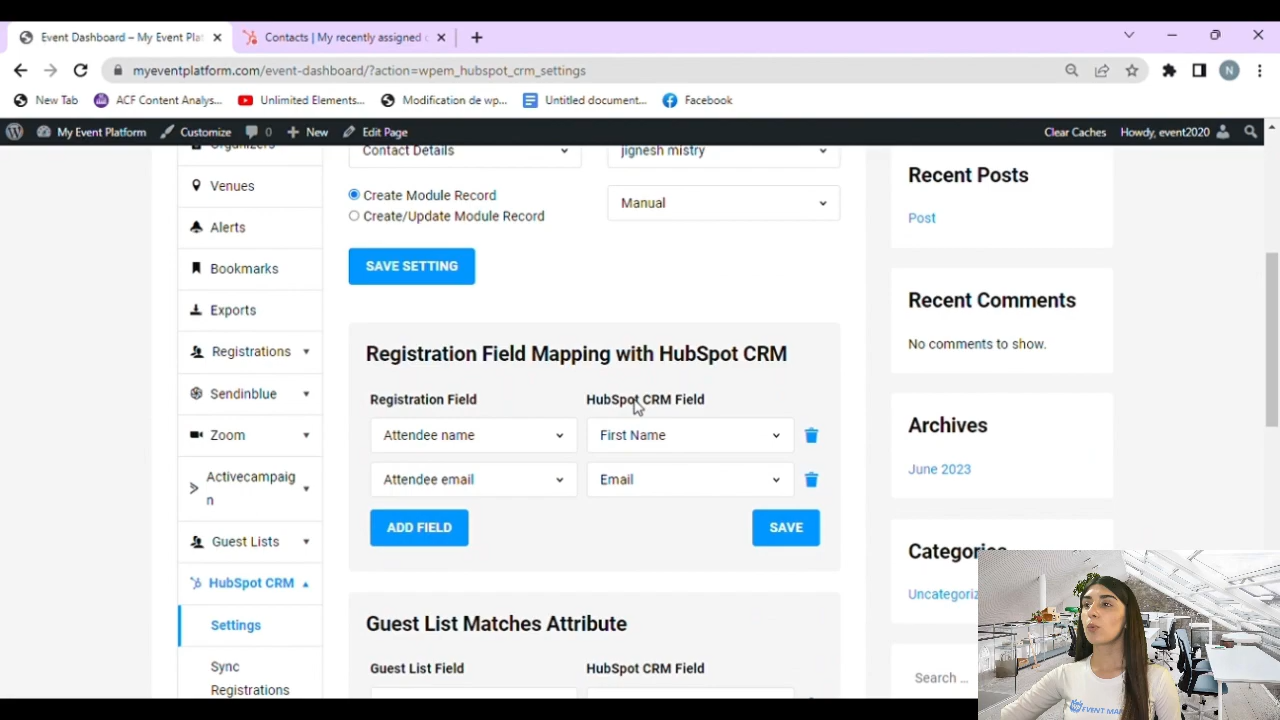 Event Dashboard – My Event Plat
Contacts | My recently assigned
myeventplatform.com/event-dashboard/?action=wpem_hubspot_crm_settings
N
New Tab
ACF Content Analys...
Unlimited Elements...
Modification de wp...
Untitled document...
Facebook
My Event Platform
Customize
0
New
Edit Page
Clear Caches
Howdy, event2020
Organizers
Venues
Alerts
Bookmarks
Exports
Registrations
Sendinblue
Zoom
Activecampaig
n
Guest Lists
HubSpot CRM
Settings
Sync
Registrations
Contact Details
jignesh mistry
Create Module Record
Create/Update Module Record
Manual
SAVE SETTING
Registration Field Mapping with HubSpot CRM
Registration Field
HubSpot CRM Field
Attendee name
First Name
Attendee email
Email
ADD FIELD
SAVE
Guest List Matches Attribute
Guest List Field
HubSpot CRM Field
Recent Posts
Post
Recent Comments
No comments to show.
Archives
June 2023
Categories
Uncategoriz
Search ...
EVENT MAN